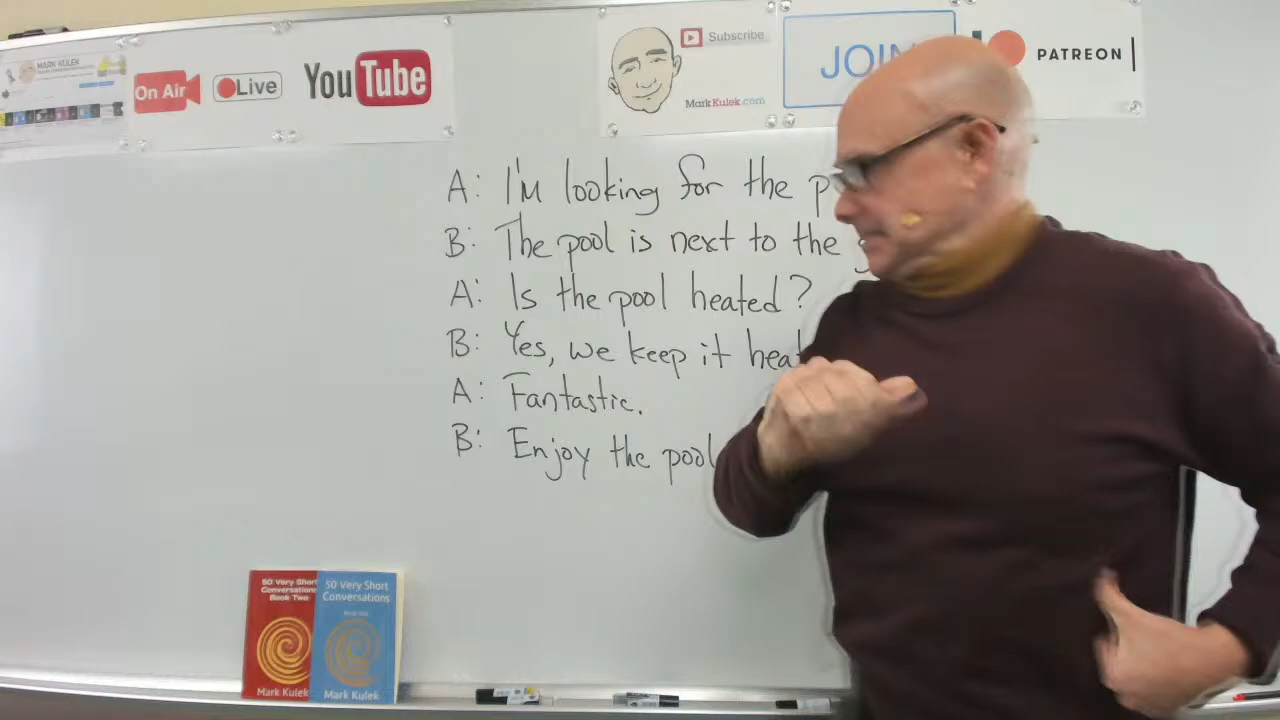 MARK KULEK
On Air
Live
YouTube
Subscribe
MarkKulek.com
JOIN
PATREON
A: I'm looking for the p
B: The pool is next to the
A: Is the pool heated?
B: Yes, we keep it heat
A: Fantastic.
B: Enjoy the pool
50 Very Short
Conversations
Book Two
Mark Kulek
50 Very Short
Conversations
Mark Kulek